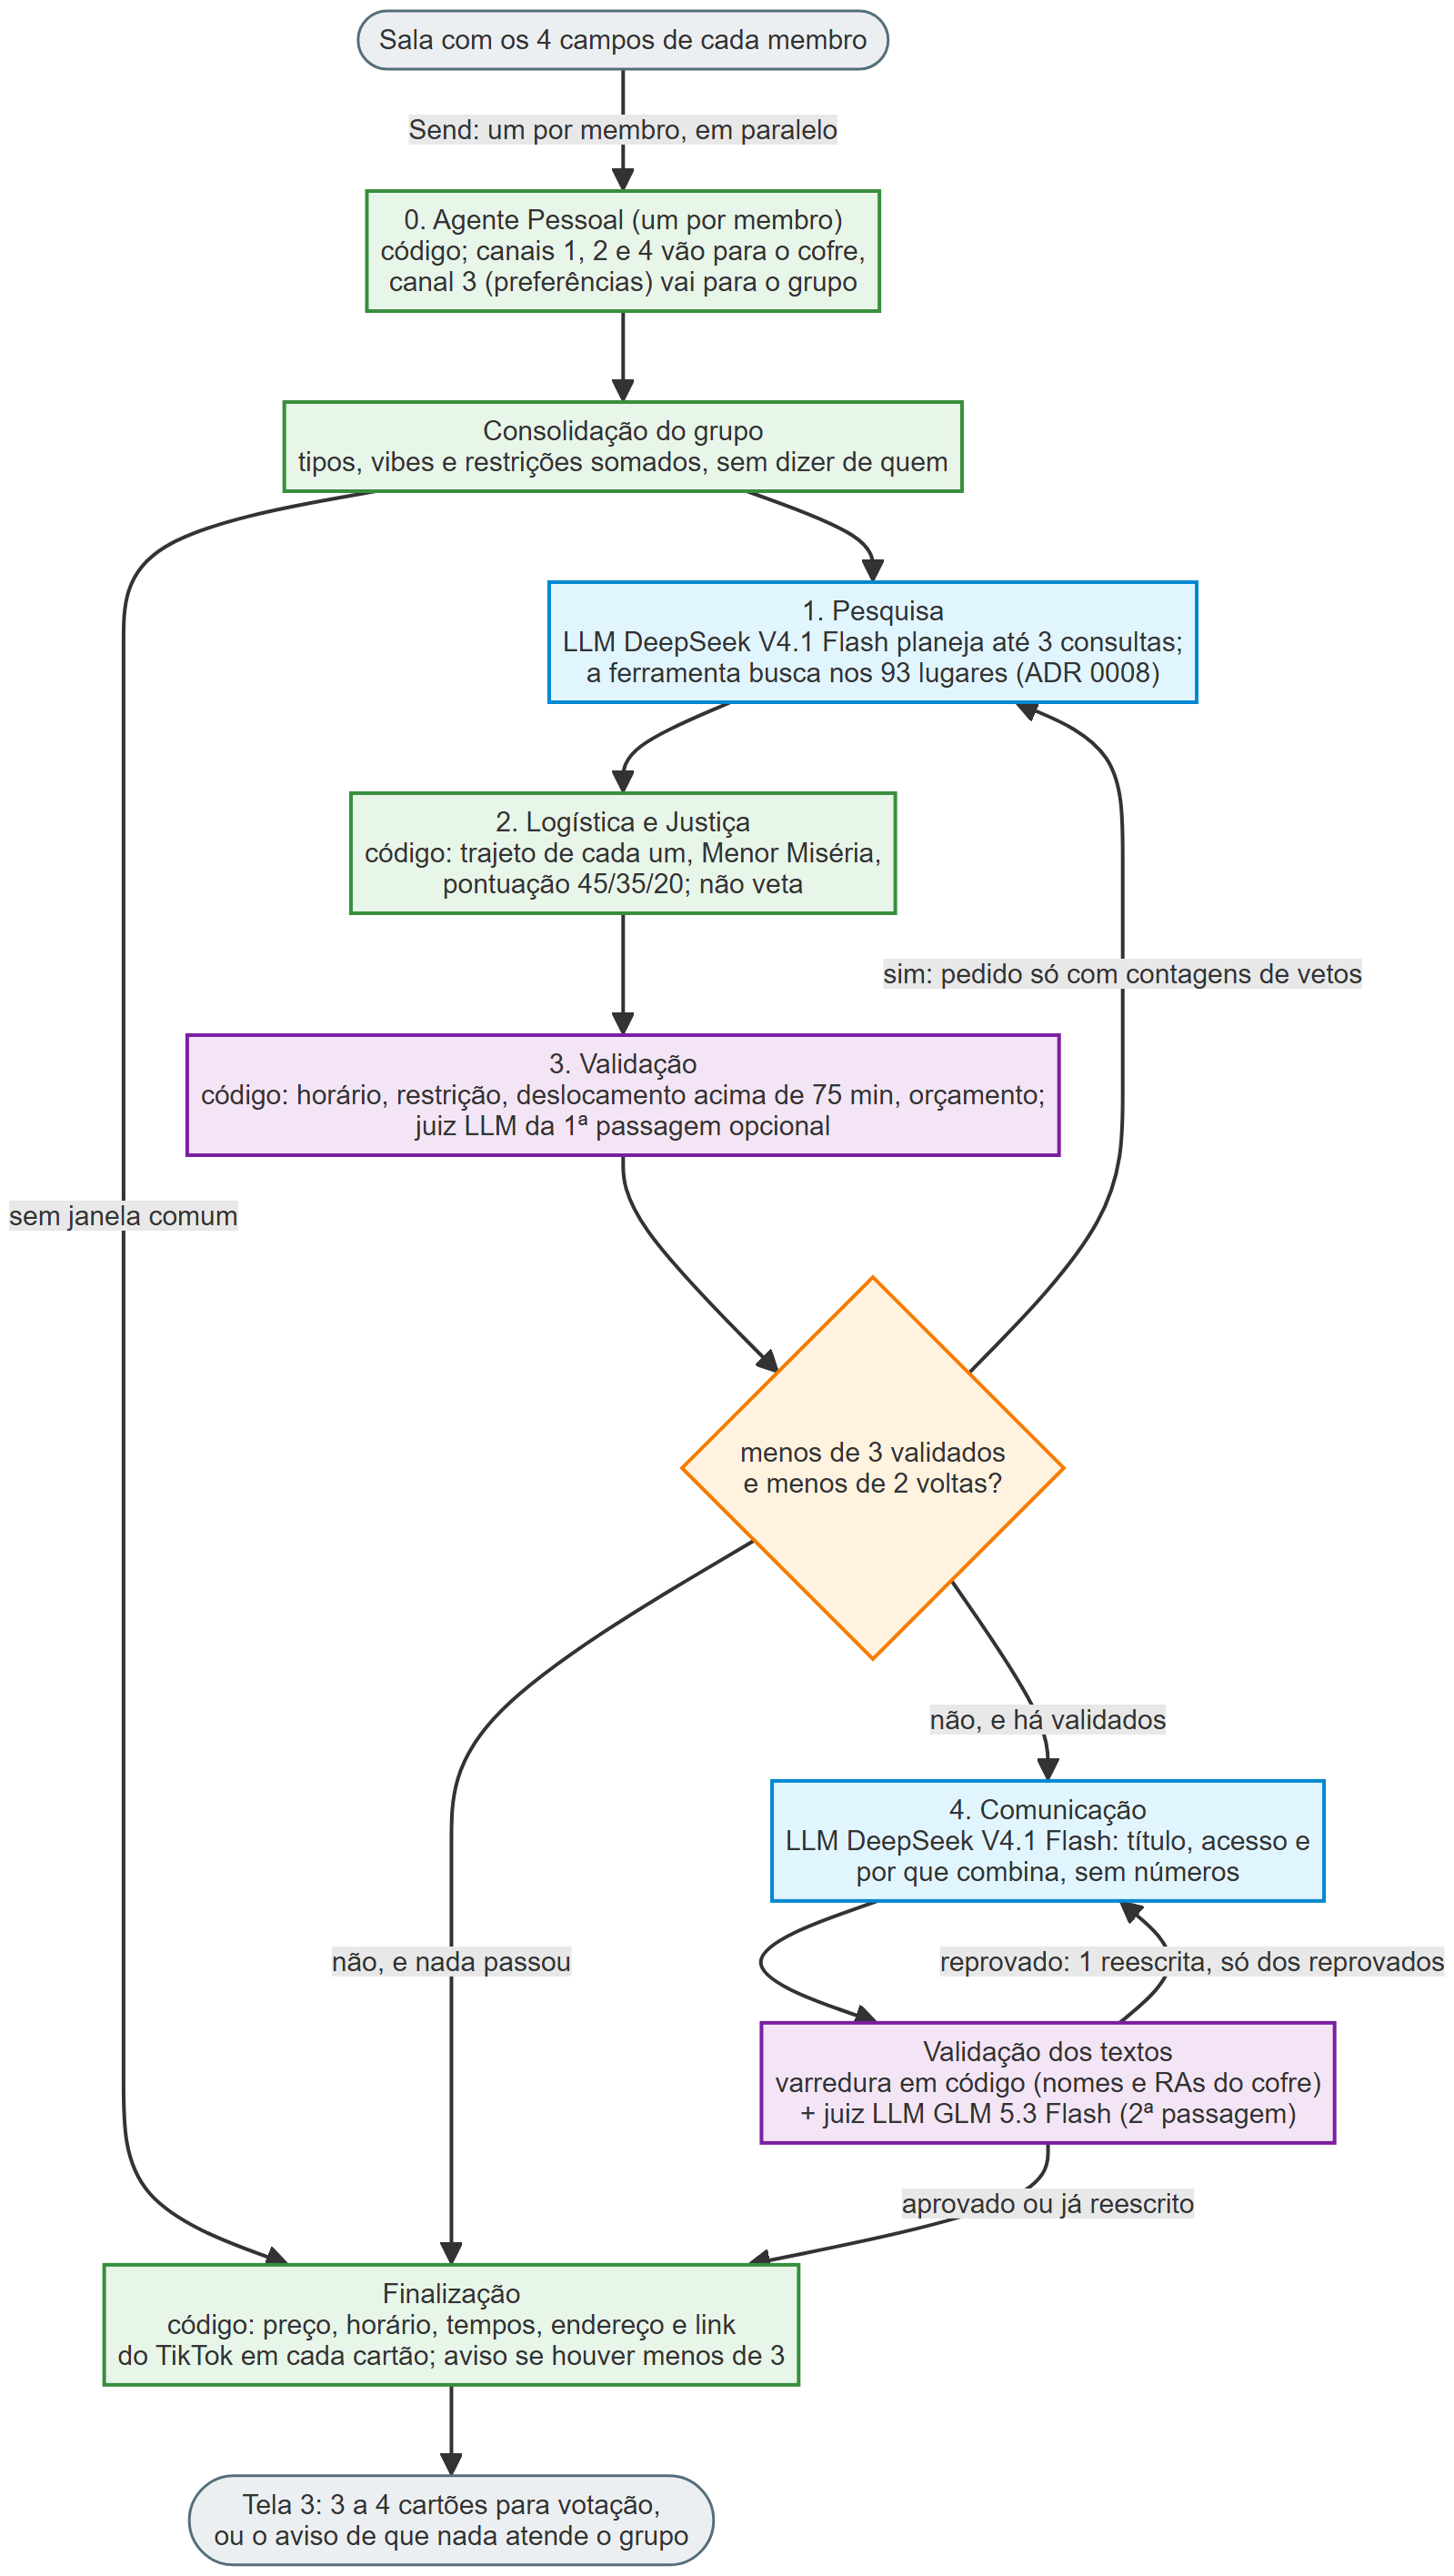 Sala com os 4 campos de cada membro
Send: um por membro, em paralelo
0. Agente Pessoal (um por membro)
código; canais 1, 2 e 4 vão para o cofre,
canal 3 (preferências) vai para o grupo
Consolidação do grupo
tipos, vibes e restrições somados, sem dizer de quem
1. Pesquisa
LLM DeepSeek V4.1 Flash planeja até 3 consultas;
a ferramenta busca nos 93 lugares (ADR 0008)
2. Logística e Justiça
código: trajeto de cada um, Menor Miséria,
pontuação 45/35/20; não veta
sim: pedido só com contagens de vetos
3. Validação
código: horário, restrição, deslocamento acima de 75 min, orçamento;
juiz LLM da 1ª passagem opcional
sem janela comum
menos de 3 validados
e menos de 2 voltas?
não, e há validados
4. Comunicação
LLM DeepSeek V4.1 Flash: título, acesso e
por que combina, sem números
não, e nada passou
reprovado: 1 reescrita, só dos reprovados
Validação dos textos
varredura em código (nomes e RAs do cofre)
+ juiz LLM GLM 5.3 Flash (2ª passagem)
aprovado ou já reescrito
Finalização
código: preço, horário, tempos, endereço e link
do TikTok em cada cartão; aviso se houver menos de 3
Tela 3: 3 a 4 cartões para votação,
ou o aviso de que nada atende o grupo